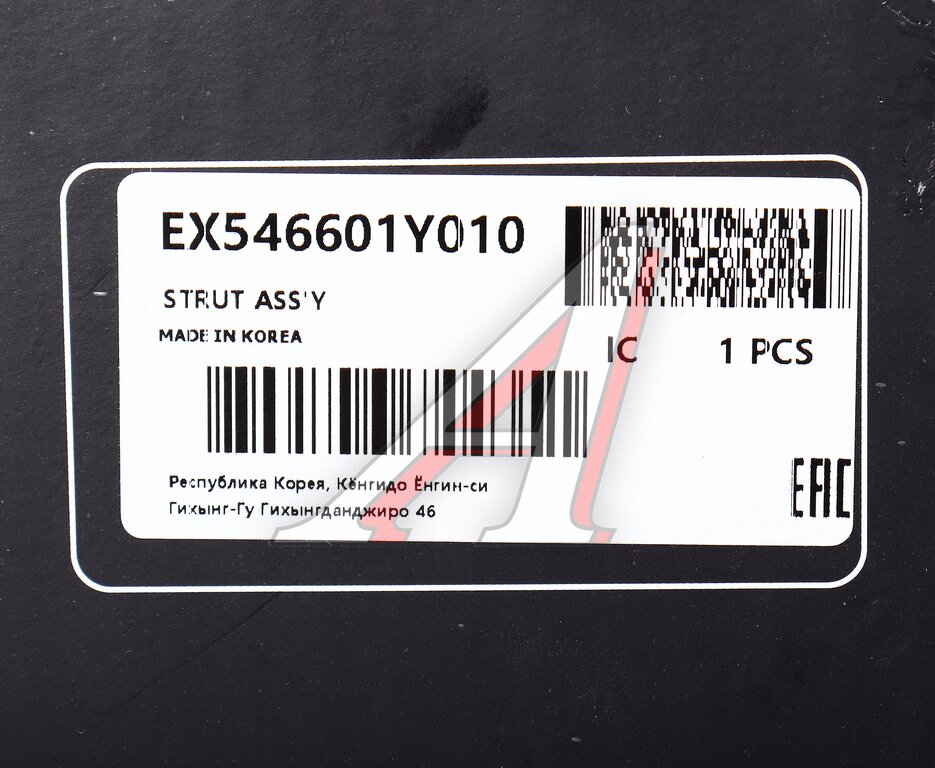 EX546601Y010
STRUT ASS'Y
MADE IN KOREA
IC 1 PCS
Республика Корея, Кёнгидо Ёнгин-си
Гихынг-Гу Гихынгданджиро 46
EAC